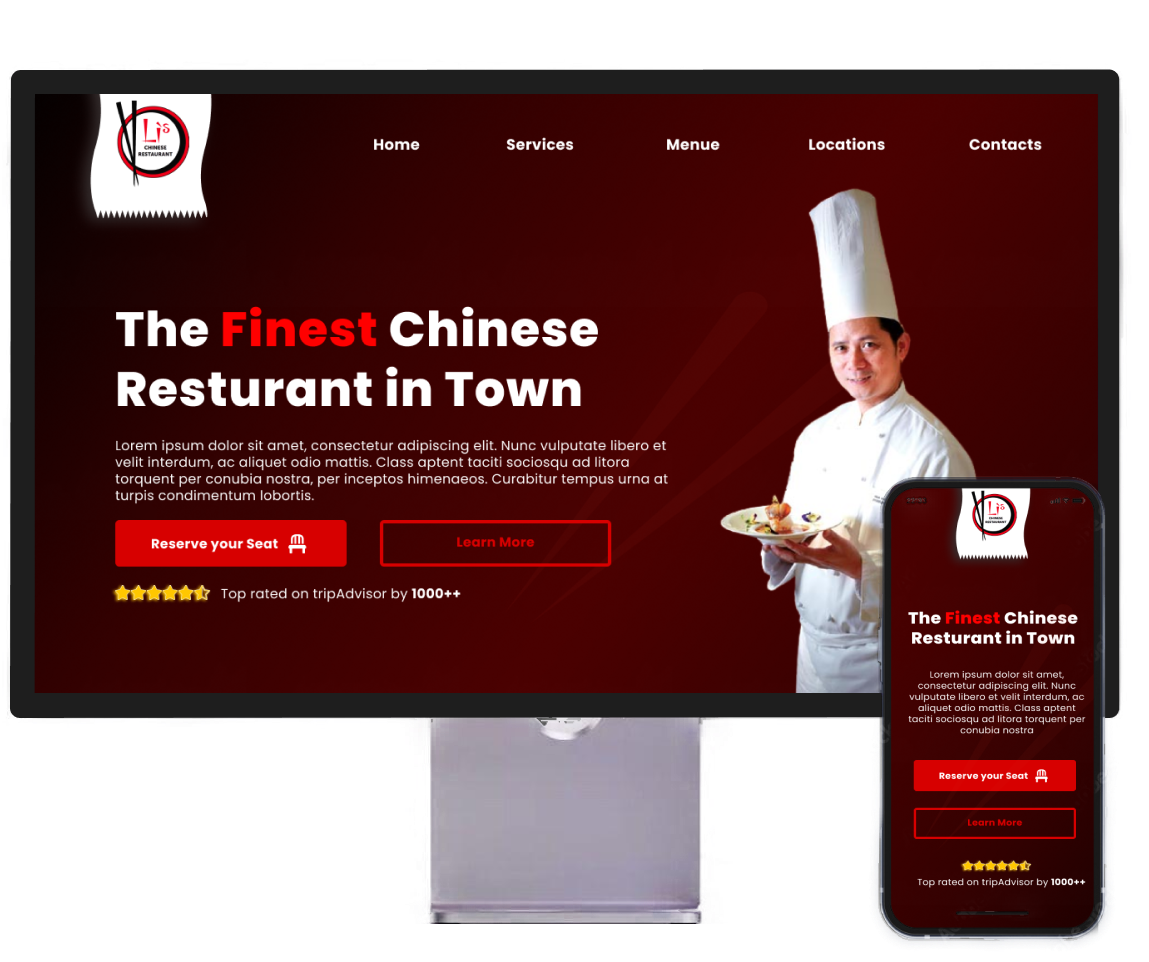 Lìs
CHINESE
RESTAURANT
Home
Services
Menue
Locations
Contacts
The Finest Chinese
Resturant in Town
Lorem ipsum dolor sit amet, consectetur adipiscing elit. Nunc vulputate libero et
velit interdum, ac aliquet odio mattis. Class aptent taciti sociosqu ad litora
torquent per conubia nostra, per inceptos himenaeos. Curabitur tempus urna at
turpis condimentum lobortis.
Reserve your Seat
Learn More
Top rated on tripAdvisor by 1000++
Lìs
CHINESE
RESTAURANT
The Finest Chinese
Resturant in Town
Lorem ipsum dolor sit amet,
consectetur adipiscing elit. Nunc
vulputate libero et velit interdum, ac
aliquet odio mattis. Class aptent
taciti sociosqu ad litora torquent per
conubia nostra
Reserve your Seat
Learn More
Top rated on tripAdvisor by 1000++